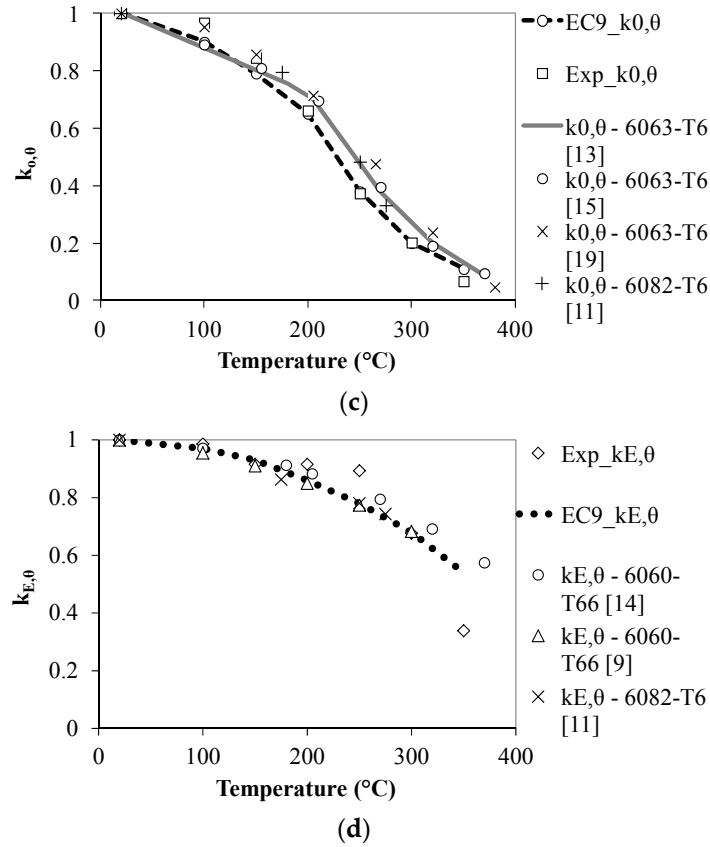 1
0.8
0.6
0.4
0.2
0
k0,θ
0 100 200 300 400
Temperature (°C)
EC9_k0,θ
Exp_k0,θ
k0,θ - 6063-T6
[13]
k0,θ - 6063-T6
[15]
k0,θ - 6063-T6
[19]
k0,θ - 6082-T6
[11]
(c)
1
0.8
0.6
0.4
0.2
0
kE,θ
0 100 200 300 400
Temperature (°C)
Exp_kE,θ
EC9_kE,θ
kE,θ - 6060-
T66 [14]
kE,θ - 6060-
T66 [9]
kE,θ - 6082-T6
[11]
(d)